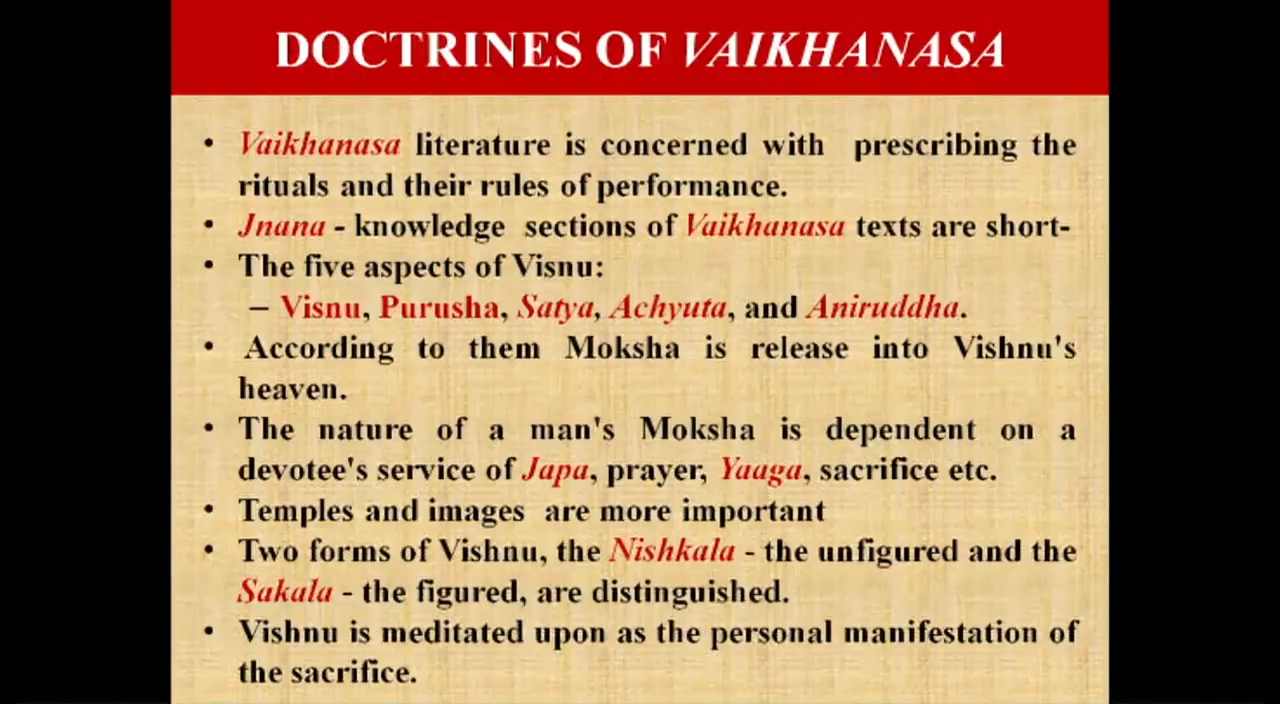 DOCTRINES OF VAIKHANASA
• Vaikhanasa literature is concerned with prescribing the
rituals and their rules of performance.
• Jnana - knowledge sections of Vaikhanasa texts are short-
• The five aspects of Visnu:
– Visnu, Purusha, Satya, Achyuta, and Aniruddha.
• According to them Moksha is release into Vishnu's
heaven.
• The nature of a man's Moksha is dependent on a
devotee's service of Japa, prayer, Yaaga, sacrifice etc.
• Temples and images are more important
• Two forms of Vishnu, the Nishkala - the unfigured and the
Sakala - the figured, are distinguished.
• Vishnu is meditated upon as the personal manifestation of
the sacrifice.